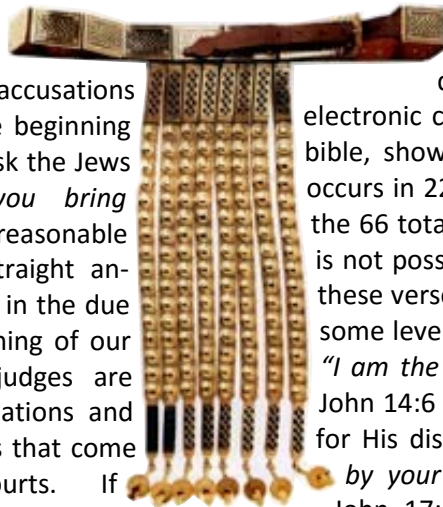 accusations
beginning
the Jews
you bring
reasonable
traight an-
in the due
ning of our
judges are
ations and
s that come
urts. If
electronic c
bible, show
occurs in 22
the 66 tota
is not poss
these verse
some leve
“I am the
John 14:6
for His dis
by your
John 17: